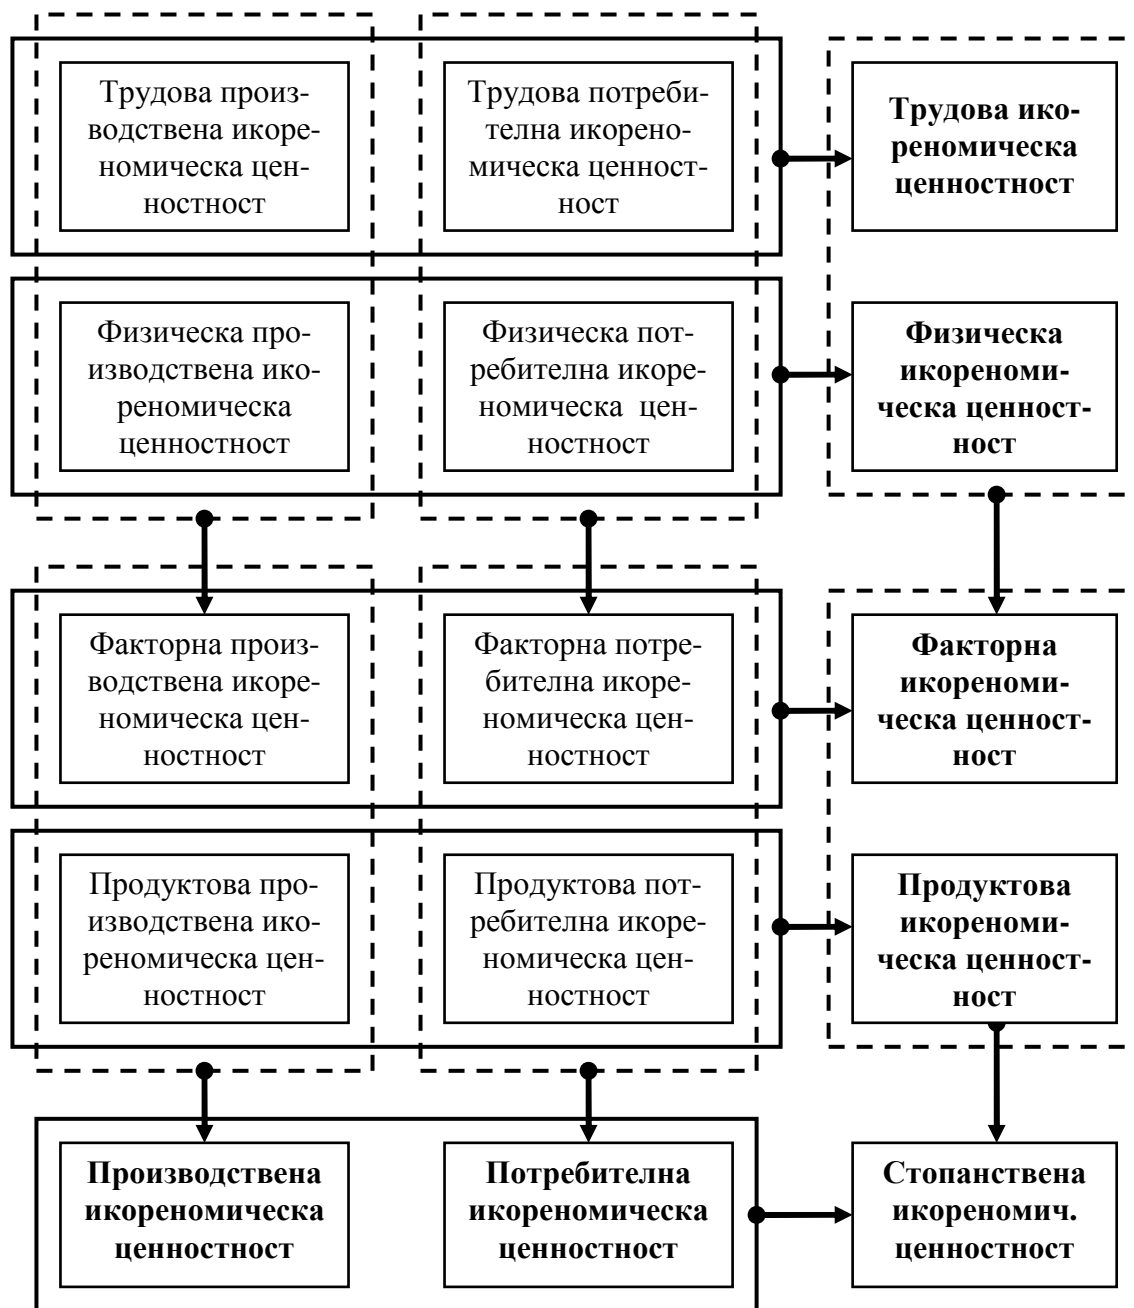 Трудова произ-
водствена икоре-
номическа цен-
ностност
Трудова потреби-
телна икорено-
мическа ценност-
ност
Трудова ико-
реномическа
ценностност
Физическа про-
изводствена ико-
реномическа
ценностност
Физическа пот-
ребителна икоре-
номическа цен-
ностност
Физическа
икореноми-
ческа ценност-
ност
Факторна произ-
водствена икоре-
номическа цен-
ностност
Факторна потре-
бителна икоре-
номическа цен-
ностност
Факторна
икореноми-
ческа ценност-
ност
Продуктова про-
изводствена ико-
реномическа цен-
ностност
Продуктова пот-
ребителна икоре-
номическа цен-
ностност
Продуктова
икореноми-
ческа ценност-
ност
Производствена
икореномическа
ценностност
Потребителна
икореномическа
ценностност
Стопанствена
икореномич.
ценностност